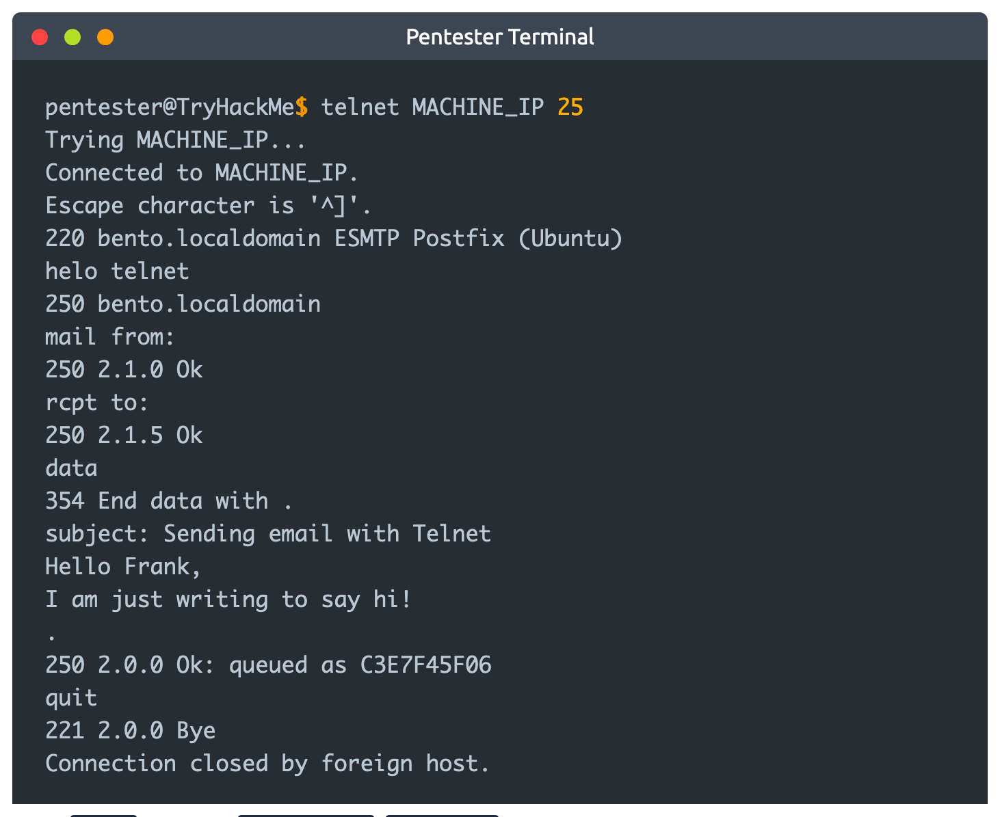 Pentester Terminal
pentester@TryHackMe$ telnet MACHINE_IP 25
Trying MACHINE_IP...
Connected to MACHINE_IP.
Escape character is '^]'.
220 bento.localdomain ESMTP Postfix (Ubuntu)
helo telnet
250 bento.localdomain
mail from:
250 2.1.0 Ok
rcpt to:
250 2.1.5 Ok
data
354 End data with .
subject: Sending email with Telnet
Hello Frank,
I am just writing to say hi!
.
250 2.0.0 Ok: queued as C3E7F45F06
quit
221 2.0.0 Bye
Connection closed by foreign host.